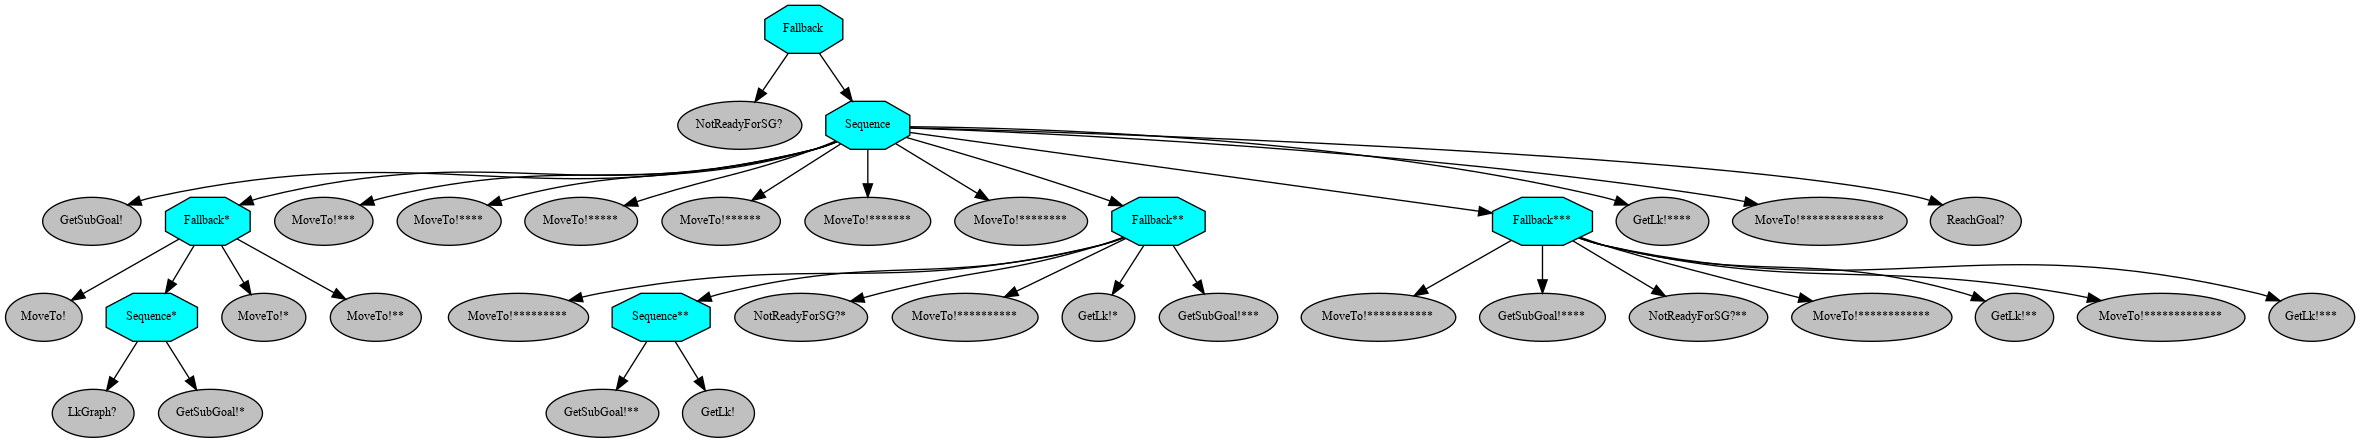 Fallback
NotReadyForSG?
Sequence
GetSubGoal!
Fallback*
MoveTo!***
MoveTo!****
MoveTo!*****
MoveTo!******
MoveTo!*******
MoveTo!********
Fallback**
Fallback***
GetLk!****
MoveTo!**************
ReachGoal?
MoveTo!
Sequence*
MoveTo!*
MoveTo!**
MoveTo!*********
Sequence**
NotReadyForSG?*
MoveTo!**********
GetLk!*
GetSubGoal!***
MoveTo!***********
GetSubGoal!****
NotReadyForSG?**
MoveTo!************
GetLk!**
MoveTo!*************
GetLk!***
LkGraph?
GetSubGoal!*
GetSubGoal!**
GetLk!